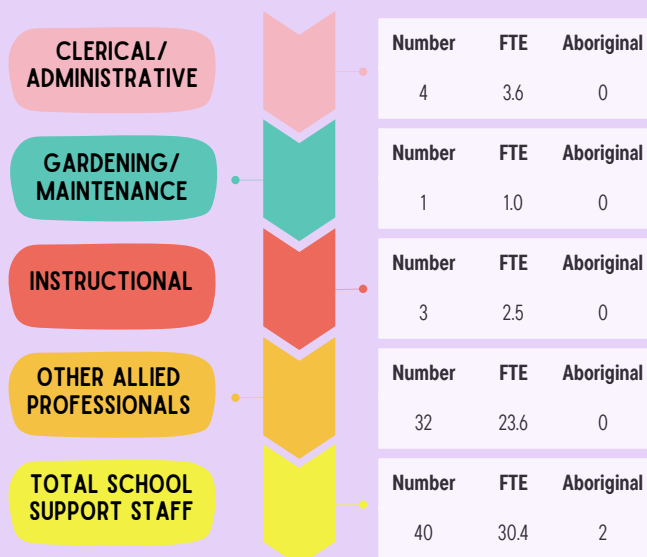 CLERICAL/
ADMINISTRATIVE
Number FTE Aboriginal
4 3.6 0
GARDENING/
MAINTENANCE
Number FTE Aboriginal
1 1.0 0
INSTRUCTIONAL
Number FTE Aboriginal
3 2.5 0
OTHER ALLIED
PROFESSIONALS
Number FTE Aboriginal
32 23.6 0
TOTAL SCHOOL
SUPPORT STAFF
Number FTE Aboriginal
40 30.4 2